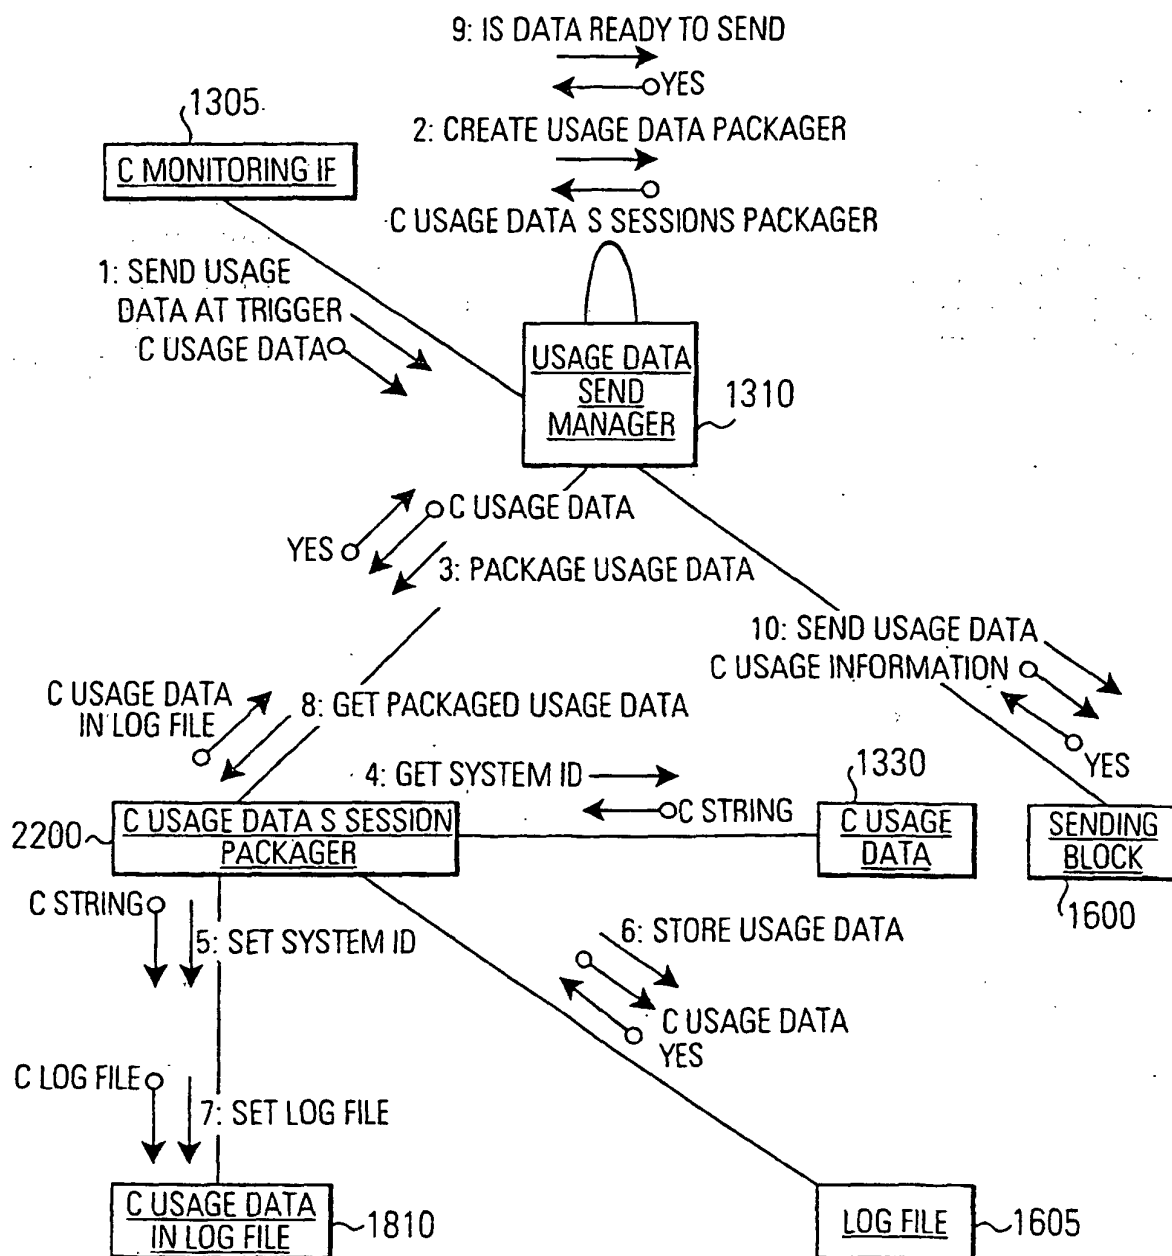 9: IS DATA READY TO SEND
YES
1305
2: CREATE USAGE DATA PACKAGER
C MONITORING IF
C USAGE DATA S SESSIONS PACKAGER
1: SEND USAGE
DATA AT TRIGGER
C USAGE DATA
USAGE DATA
SEND
MANAGER
1310
C USAGE DATA
YES
3: PACKAGE USAGE DATA
10: SEND USAGE DATA
C USAGE INFORMATION
YES
C USAGE DATA
IN LOG FILE
8: GET PACKAGED USAGE DATA
4: GET SYSTEM ID
C STRING
1330
2200
C USAGE DATA S SESSION
PACKAGER
C USAGE
DATA
SENDING
BLOCK
1600
C STRING
5: SET SYSTEM ID
6: STORE USAGE DATA
C USAGE DATA
YES
C LOG FILE
7: SET LOG FILE
C USAGE DATA
IN LOG FILE
1810
LOG FILE
1605